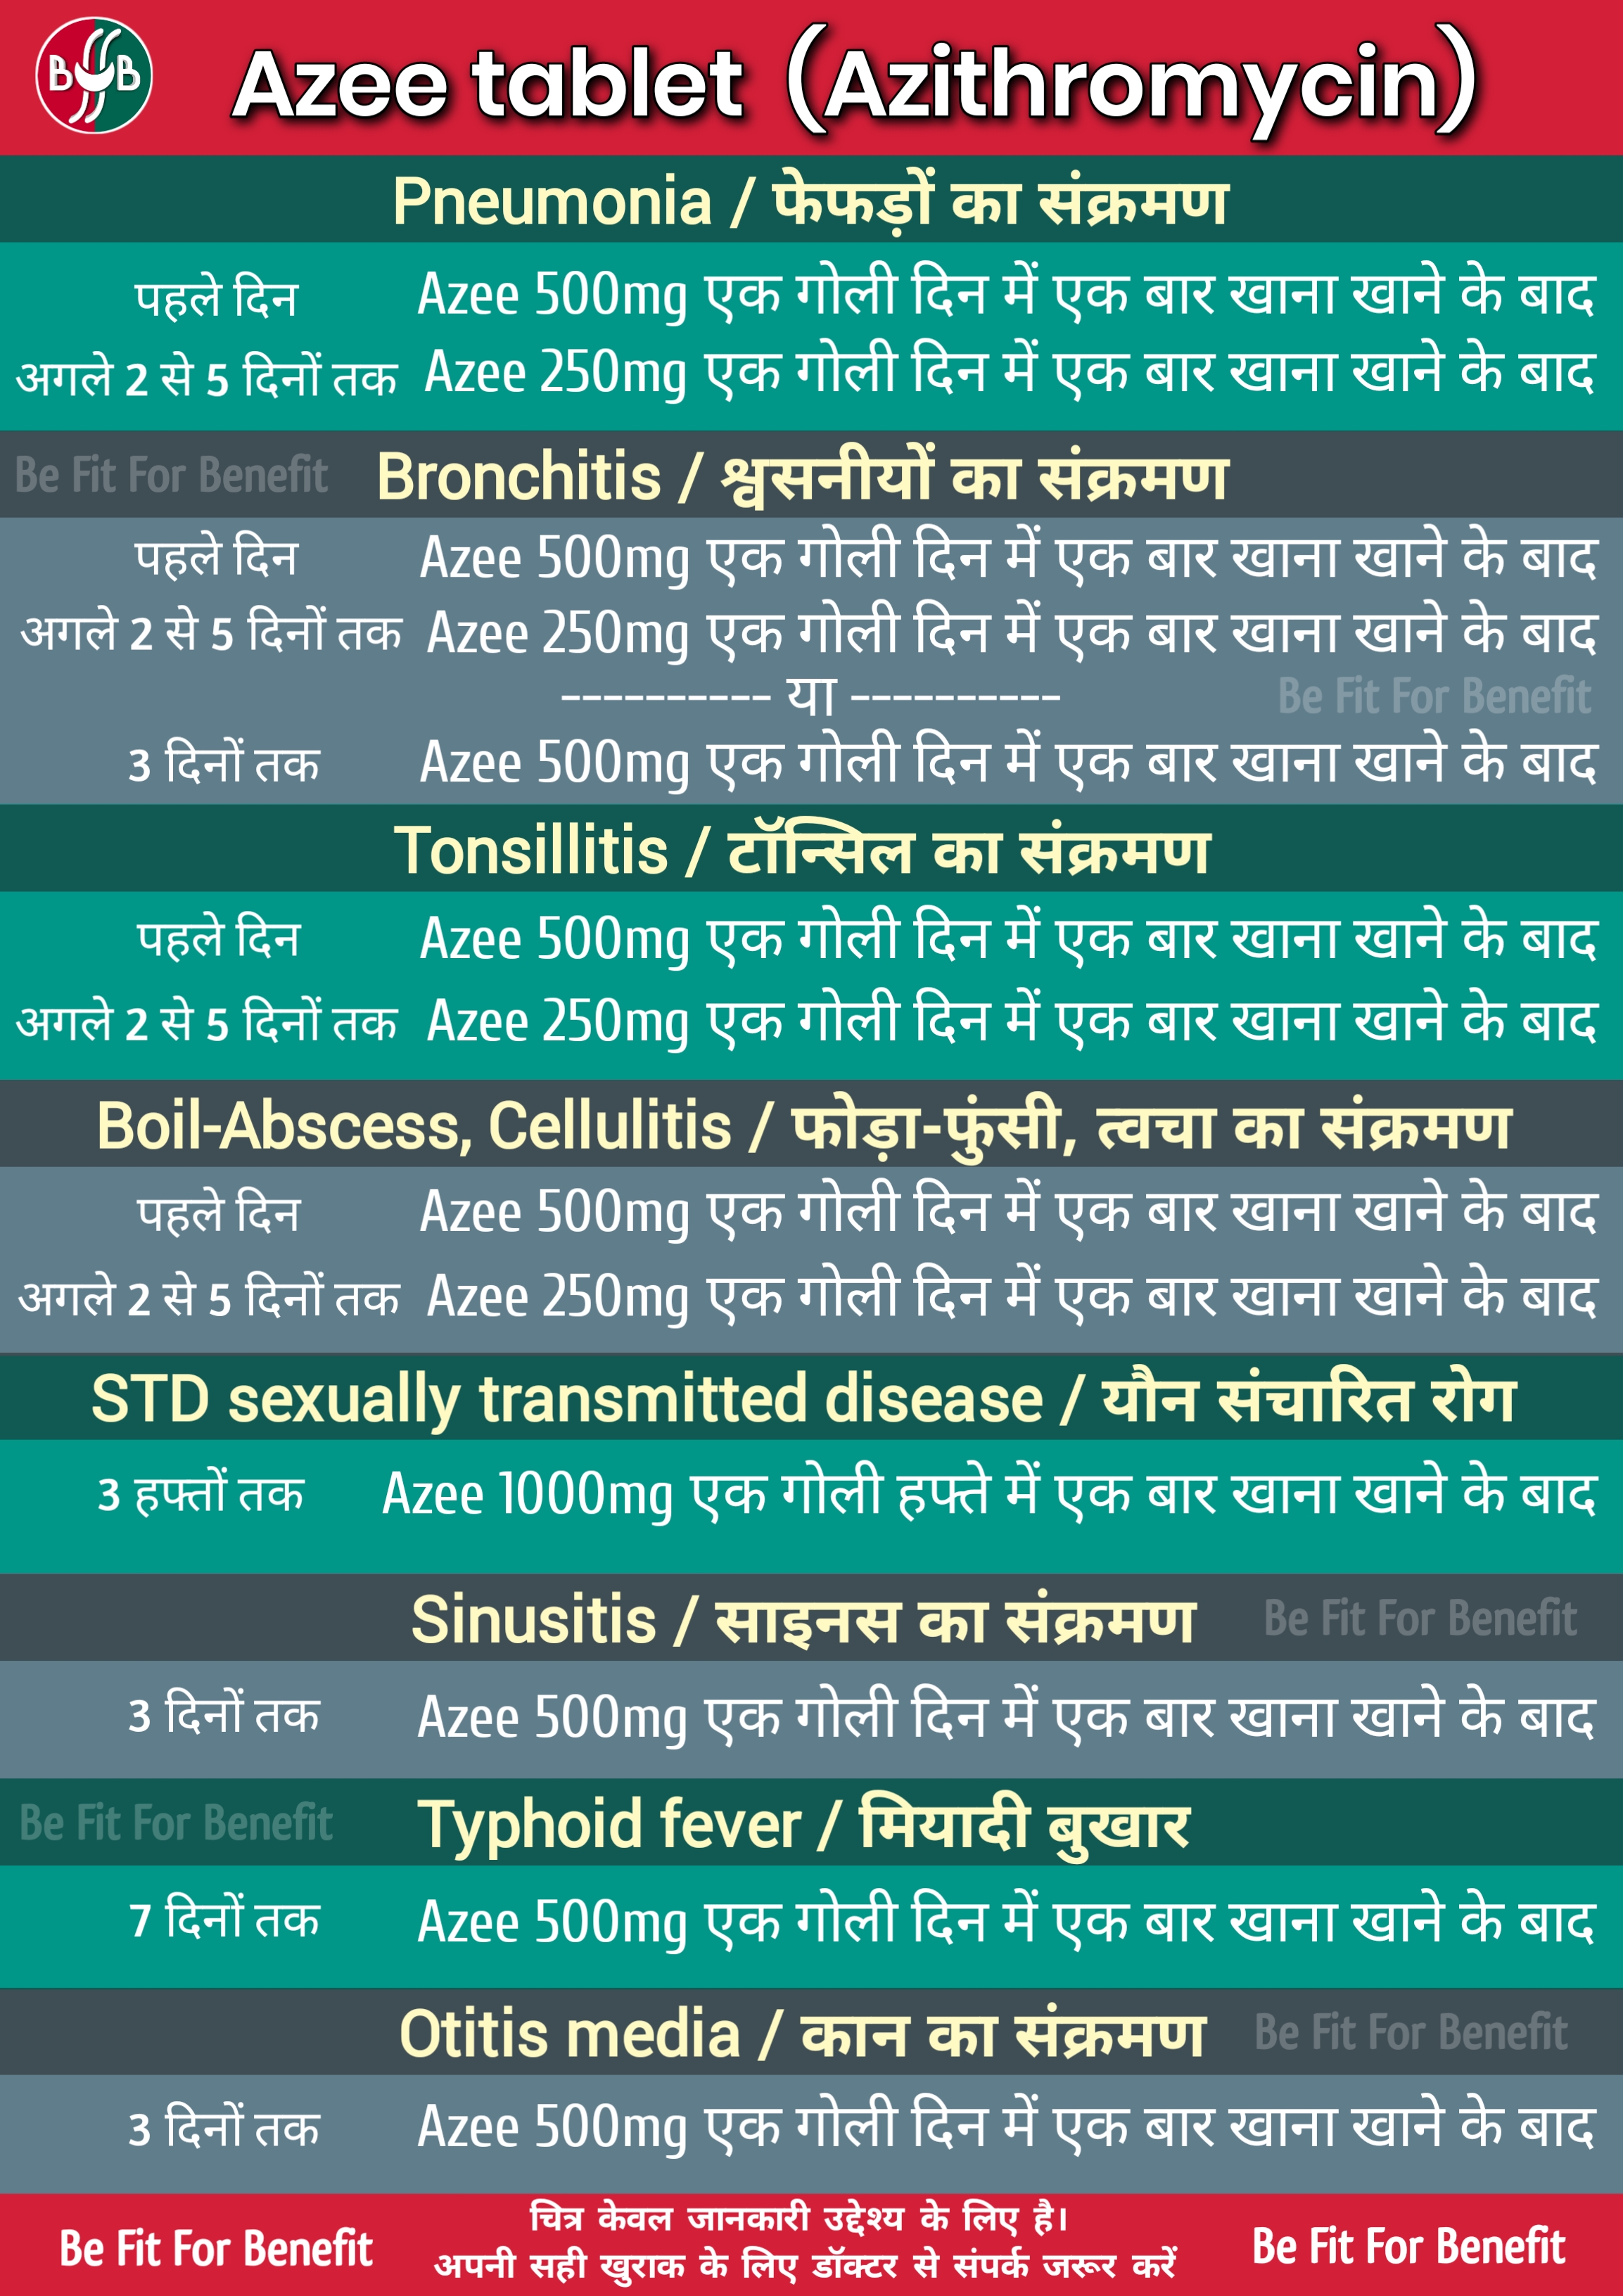 BffB
Azee tablet (Azithromycin)
Pneumonia / फेफड़ों का संक्रमण
पहले दिन Azee 500mg एक गोली दिन में एक बार खाना खाने के बाद
अगले 2 से 5 दिनों तक Azee 250mg एक गोली दिन में एक बार खाना खाने के बाद
Be Fit For Benefit Bronchitis / श्वसनीयों का संक्रमण
पहले दिन Azee 500mg एक गोली दिन में एक बार खाना खाने के बाद
अगले 2 से 5 दिनों तक Azee 250mg एक गोली दिन में एक बार खाना खाने के बाद
---------- या ---------- Be Fit For Benefit
3 दिनों तक Azee 500mg एक गोली दिन में एक बार खाना खाने के बाद
Tonsillitis / टॉन्सिल का संक्रमण
पहले दिन Azee 500mg एक गोली दिन में एक बार खाना खाने के बाद
अगले 2 से 5 दिनों तक Azee 250mg एक गोली दिन में एक बार खाना खाने के बाद
Boil-Abscess, Cellulitis / फोड़ा-फुंसी, त्वचा का संक्रमण
पहले दिन Azee 500mg एक गोली दिन में एक बार खाना खाने के बाद
अगले 2 से 5 दिनों तक Azee 250mg एक गोली दिन में एक बार खाना खाने के बाद
STD sexually transmitted disease / यौन संचारित रोग
3 हफ्तों तक Azee 1000mg एक गोली हफ्ते में एक बार खाना खाने के बाद
Sinusitis / साइनस का संक्रमण Be Fit For Benefit
3 दिनों तक Azee 500mg एक गोली दिन में एक बार खाना खाने के बाद
Be Fit For Benefit Typhoid fever / मियादी बुखार
7 दिनों तक Azee 500mg एक गोली दिन में एक बार खाना खाने के बाद
Otitis media / कान का संक्रमण Be Fit For Benefit
3 दिनों तक Azee 500mg एक गोली दिन में एक बार खाना खाने के बाद
चित्र केवल जानकारी उद्देश्य के लिए है।
अपनी सही खुराक के लिए डॉक्टर से संपर्क जरूर करें
Be Fit For Benefit
Be Fit For Benefit